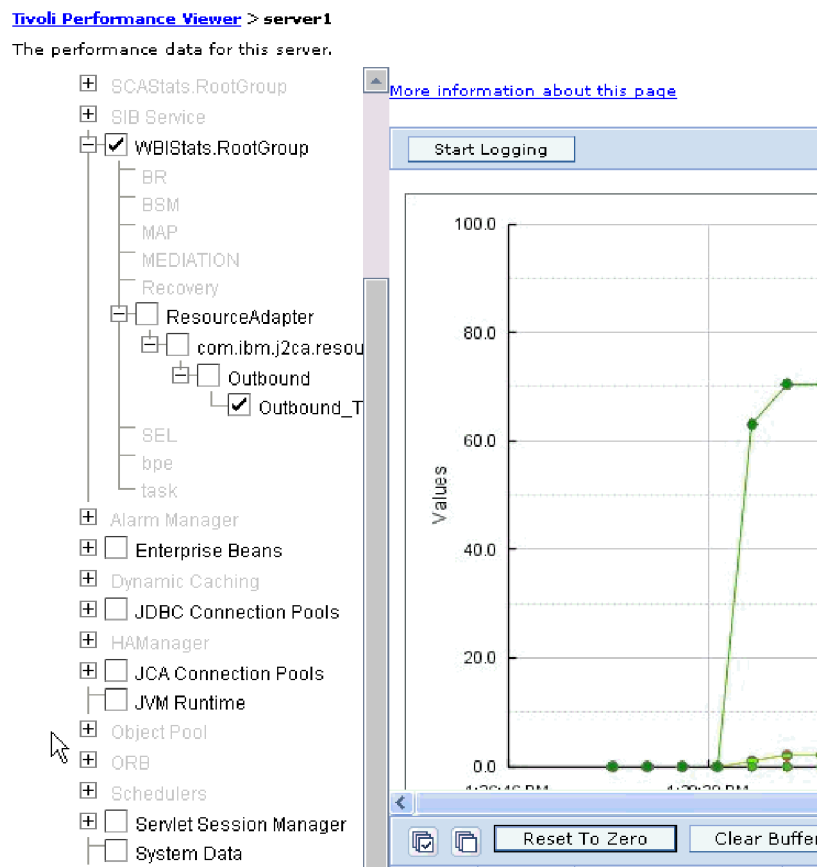 Tivoli Performance Viewer > server1
The performance data for this server.
SCAStats.RootGroup
SIB Service
WBIStats.RootGroup
BR
BSM
MAP
MEDIATION
Recovery
ResourceAdapter
com.ibm.j2ca.resou
Outbound
Outbound_T
SEL
bpe
task
Alarm Manager
Enterprise Beans
Dynamic Caching
JDBC Connection Pools
HAManager
JCA Connection Pools
JVM Runtime
Object Pool
ORB
Schedulers
Servlet Session Manager
System Data
More information about this page
Start Logging
100.0
80.0
60.0
40.0
20.0
0.0
Values
Reset To Zero
Clear Buffer